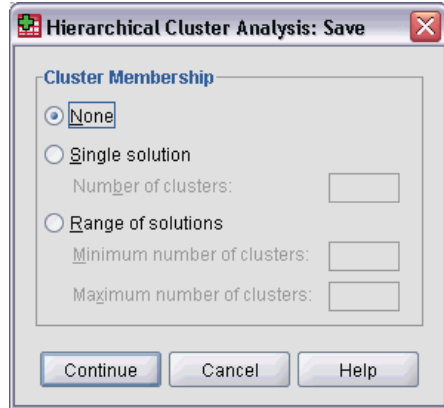 Hierarchical Cluster Analysis: Save
Cluster Membership
None
Single solution
Number of clusters:
Range of solutions
Minimum number of clusters:
Maximum number of clusters:
Continue Cancel Help